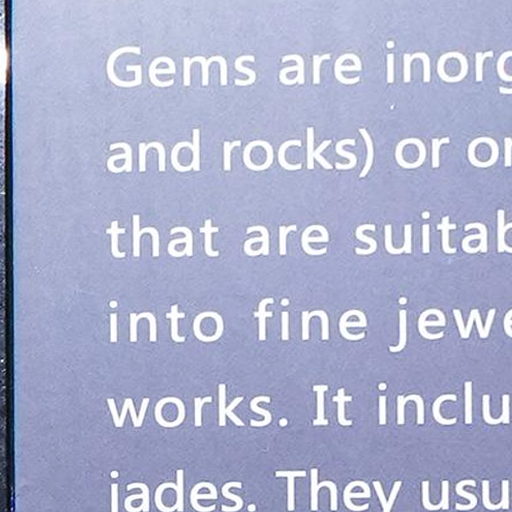 Gems are inorg
and rocks) or or
that are suitab
into fine jewe
works. It inclu
jades. They usu